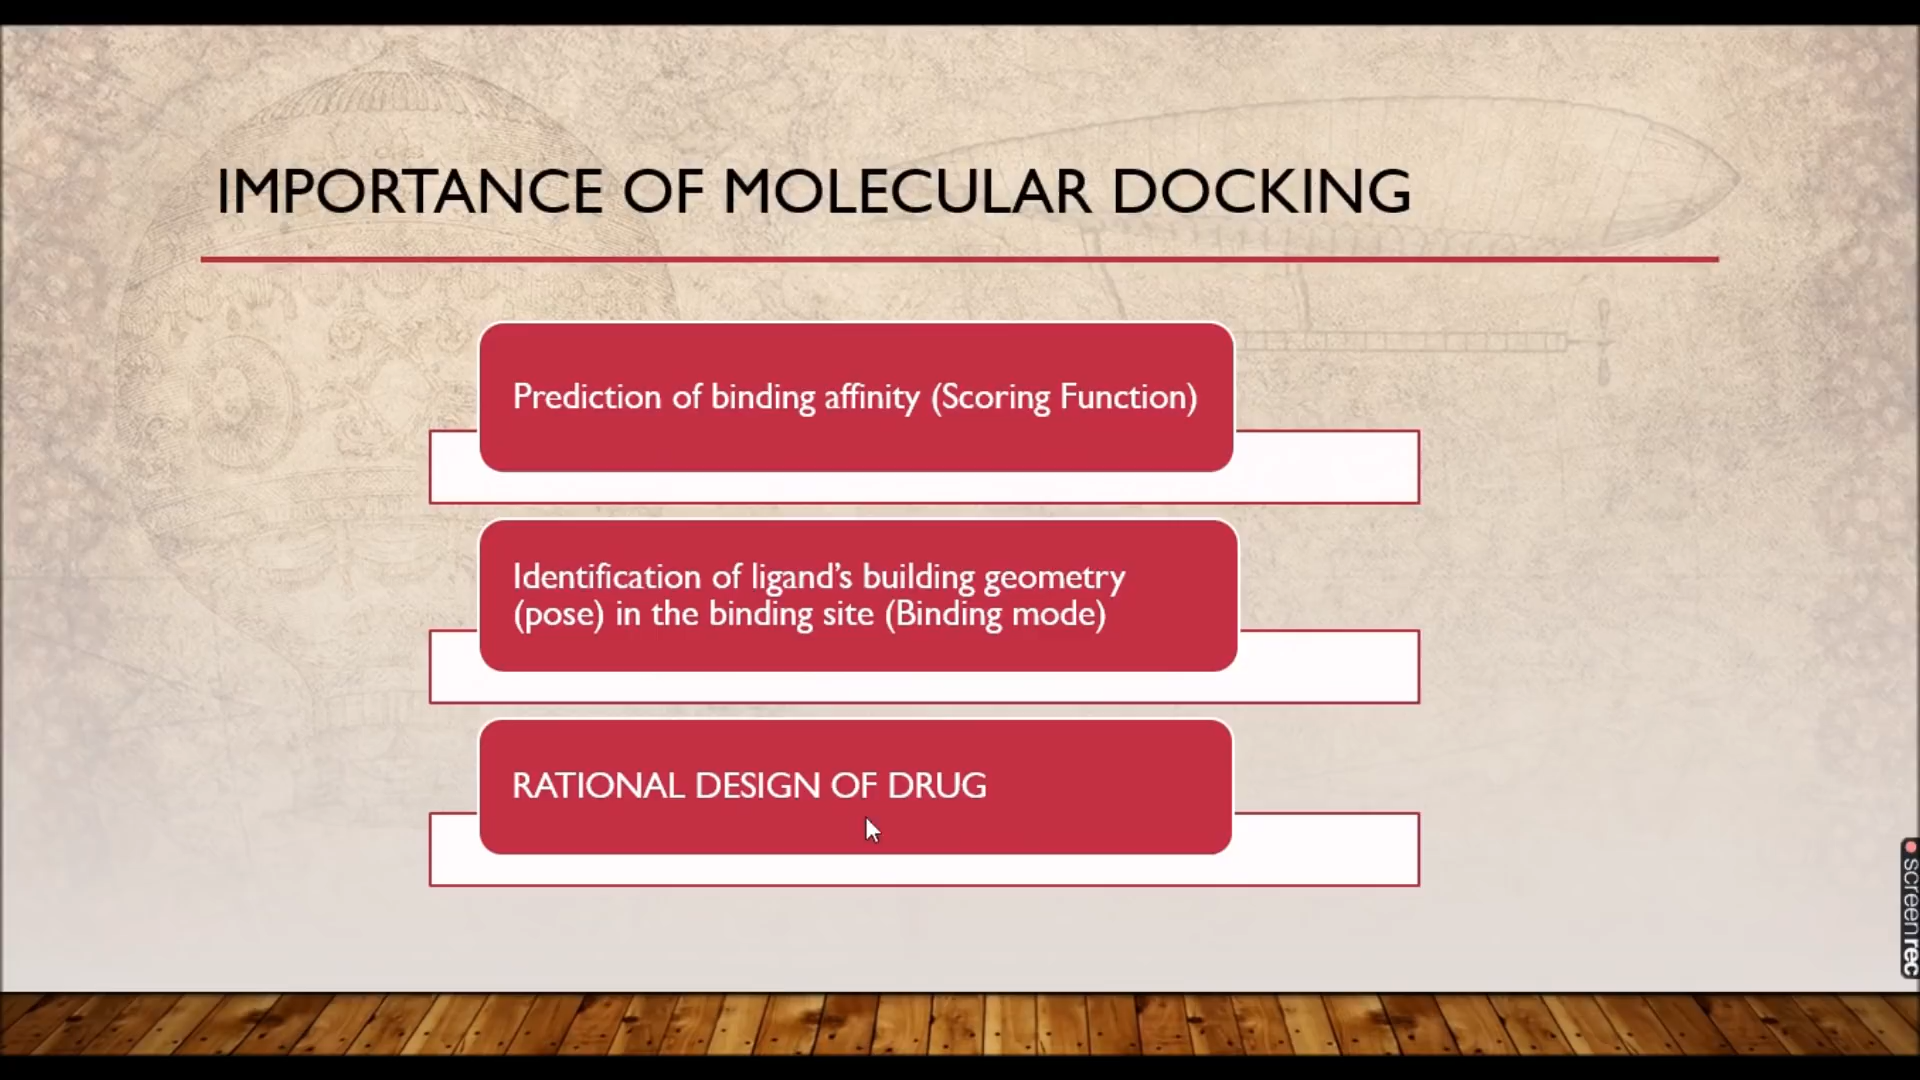 IMPORTANCE OF MOLECULAR DOCKING
Prediction of binding affinity (Scoring Function)
Identification of ligand’s building geometry
(pose) in the binding site (Binding mode)
RATIONAL DESIGN OF DRUG
screenrec